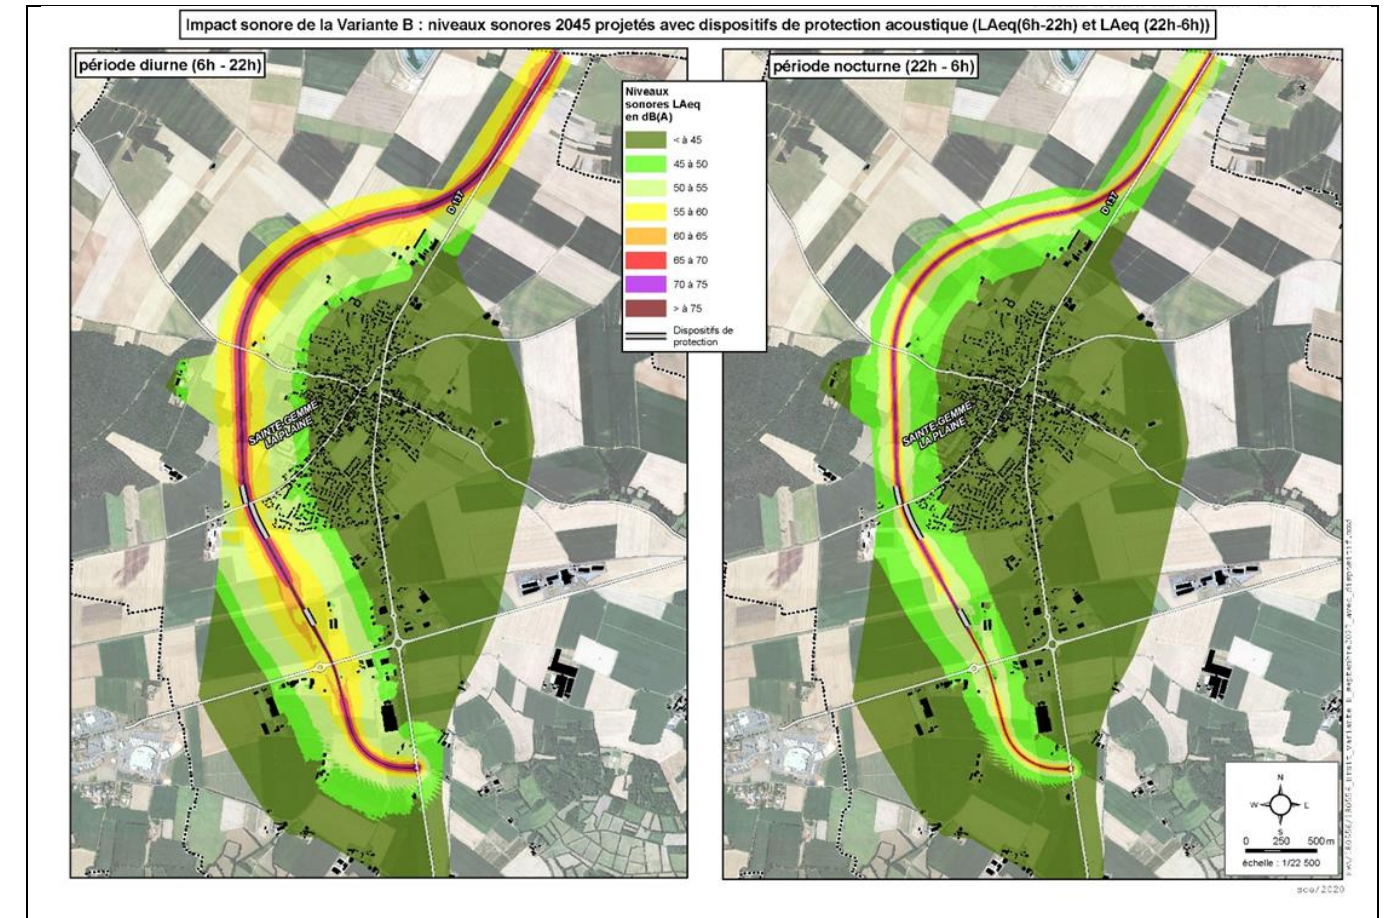 Impact sonore de la Variante B : niveaux sonores 2045 projetés avec dispositifs de protection acoustique (LAeq(6h-22h) et LAeq (22h-6h))
période diurne (6h - 22h)
Niveaux
sonores LAeq
en dB(A)
< à 45
45 à 50
50 à 55
55 à 60
60 à 65
65 à 70
70 à 75
> à 75
Dispositifs de
protection
D 137
SAINTE-GEMME
LA PLAINE
période nocturne (22h - 6h)
D 137
SAINTE-GEMME
LA PLAINE
N
W
E
S
0 250 500 m
échelle : 1/22 500
sce/2020